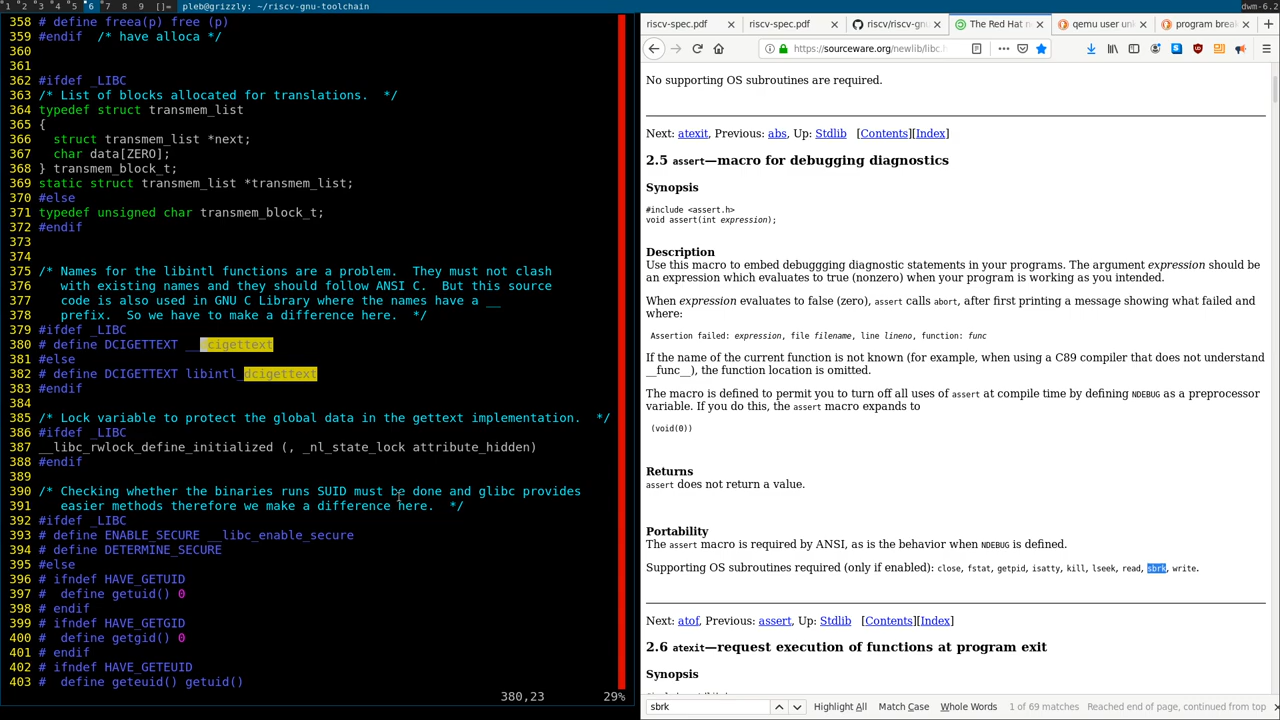 1 2 3 4 5 6 7 8 9 []= pleb@grizzly: ~/riscv-gnu-toolchain
dwm-6.2
358 # define freea(p) free (p)
359 #endif  /* have alloca */
360
361
362 #ifdef _LIBC
363 /* List of blocks allocated for translations.  */
364 typedef struct transmem_list
365 {
366   struct transmem_list *next;
367   char data[ZERO];
368 } transmem_block_t;
369 static struct transmem_list *transmem_list;
370 #else
371 typedef unsigned char transmem_block_t;
372 #endif
373
374
375 /* Names for the libintl functions are a problem.  They must not clash
376    with existing names and they should follow ANSI C.  But this source
377    code is also used in GNU C Library where the names have a __
378    prefix.  So we have to make a difference here.  */
379 #ifdef _LIBC
380 # define DCIGETTEXT __ cigettext
381 #else
382 # define DCIGETTEXT libintl_dcigettext
383 #endif
384
385 /* Lock variable to protect the global data in the gettext implementation.  */
386 #ifdef _LIBC
387 __libc_rwlock_define_initialized (, _nl_state_lock attribute_hidden)
388 #endif
389
390 /* Checking whether the binaries runs SUID must be done and glibc provides
391    easier methods therefore we make a difference here.  */
392 #ifdef _LIBC
393 # define ENABLE_SECURE __libc_enable_secure
394 # define DETERMINE_SECURE
395 #else
396 # ifndef HAVE_GETUID
397 #  define getuid() 0
398 # endif
399 # ifndef HAVE_GETGID
400 #  define getgid() 0
401 # endif
402 # ifndef HAVE_GETEUID
403 #  define geteuid() getuid()
380,23 29%
riscv-spec.pdf riscv-spec.pdf riscv/riscv-gnu The Red Hat n qemu user un program brea
https://sourceware.org/newlib/libc.h
No supporting OS subroutines are required.
Next: atexit, Previous: abs, Up: Stdlib [Contents][Index]
2.5 assert—macro for debugging diagnostics
Synopsis
#include <assert.h>
void assert(int expression);
Description
Use this macro to embed debuggging diagnostic statements in your programs. The argument expression should be
an expression which evaluates to true (nonzero) when your program is working as you intended.
When expression evaluates to false (zero), assert calls abort, after first printing a message showing what failed and
where:
Assertion failed: expression, file filename, line lineno, function: func
If the name of the current function is not known (for example, when using a C89 compiler that does not understand
__func__), the function location is omitted.
The macro is defined to permit you to turn off all uses of assert at compile time by defining NDEBUG as a preprocessor
variable. If you do this, the assert macro expands to
(void(0))
Returns
assert does not return a value.
Portability
The assert macro is required by ANSI, as is the behavior when NDEBUG is defined.
Supporting OS subroutines required (only if enabled): close, fstat, getpid, isatty, kill, lseek, read, sbrk, write.
Next: atof, Previous: assert, Up: Stdlib [Contents][Index]
2.6 atexit—request execution of functions at program exit
Synopsis
sbrk Highlight All Match Case Whole Words 1 of 69 matches Reached end of page, continued from top